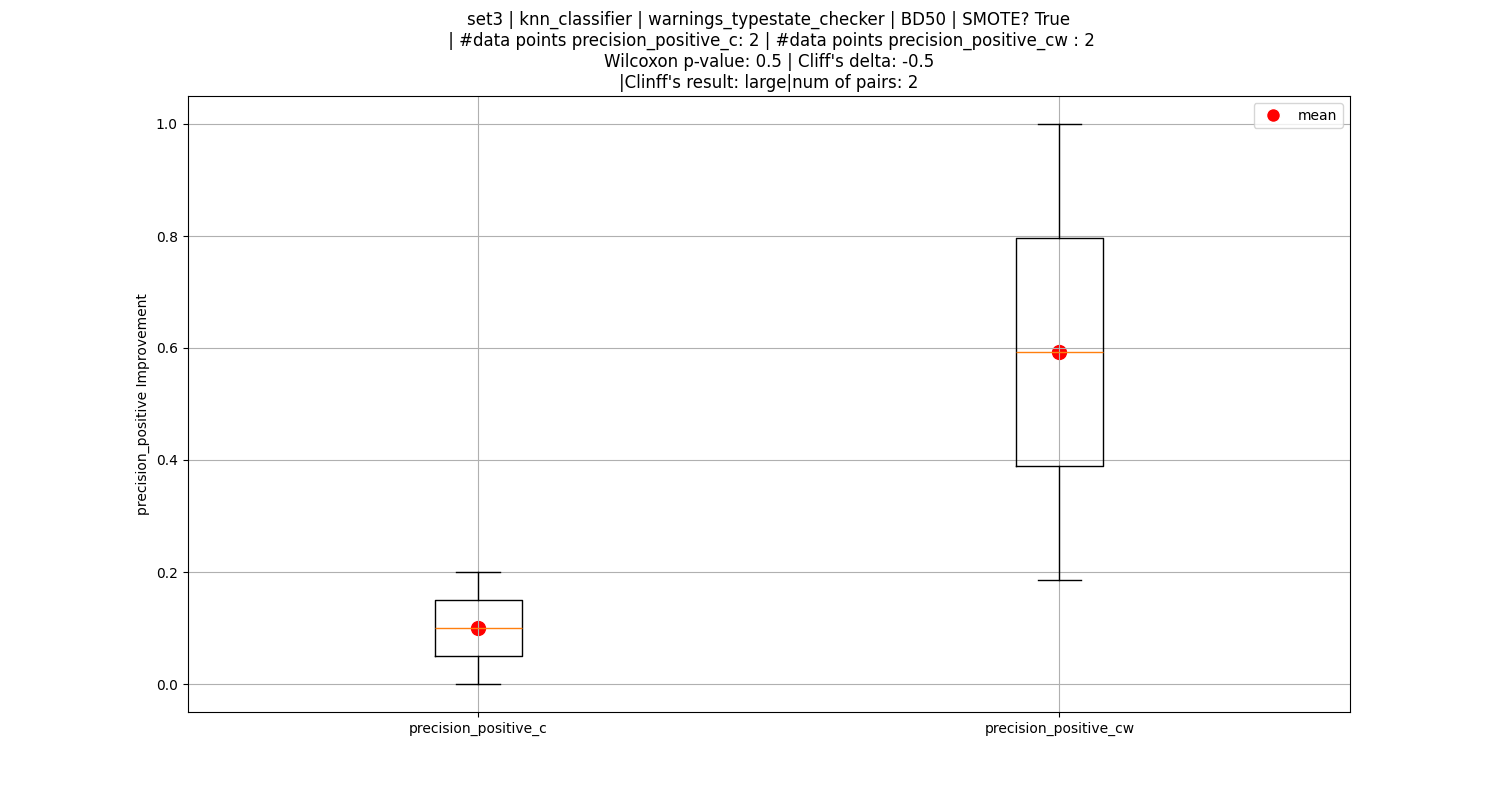 set3 | knn_classifier | warnings_typestate_checker | BD50 | SMOTE? True
| #data points precision_positive_c: 2 | #data points precision_positive_cw : 2
Wilcoxon p-value: 0.5 | Cliff's delta: -0.5
|Clinff's result: large|num of pairs: 2
mean
1.0
0.8
0.6
0.4
0.2
0.0
precision_positive Improvement
precision_positive_c
precision_positive_cw